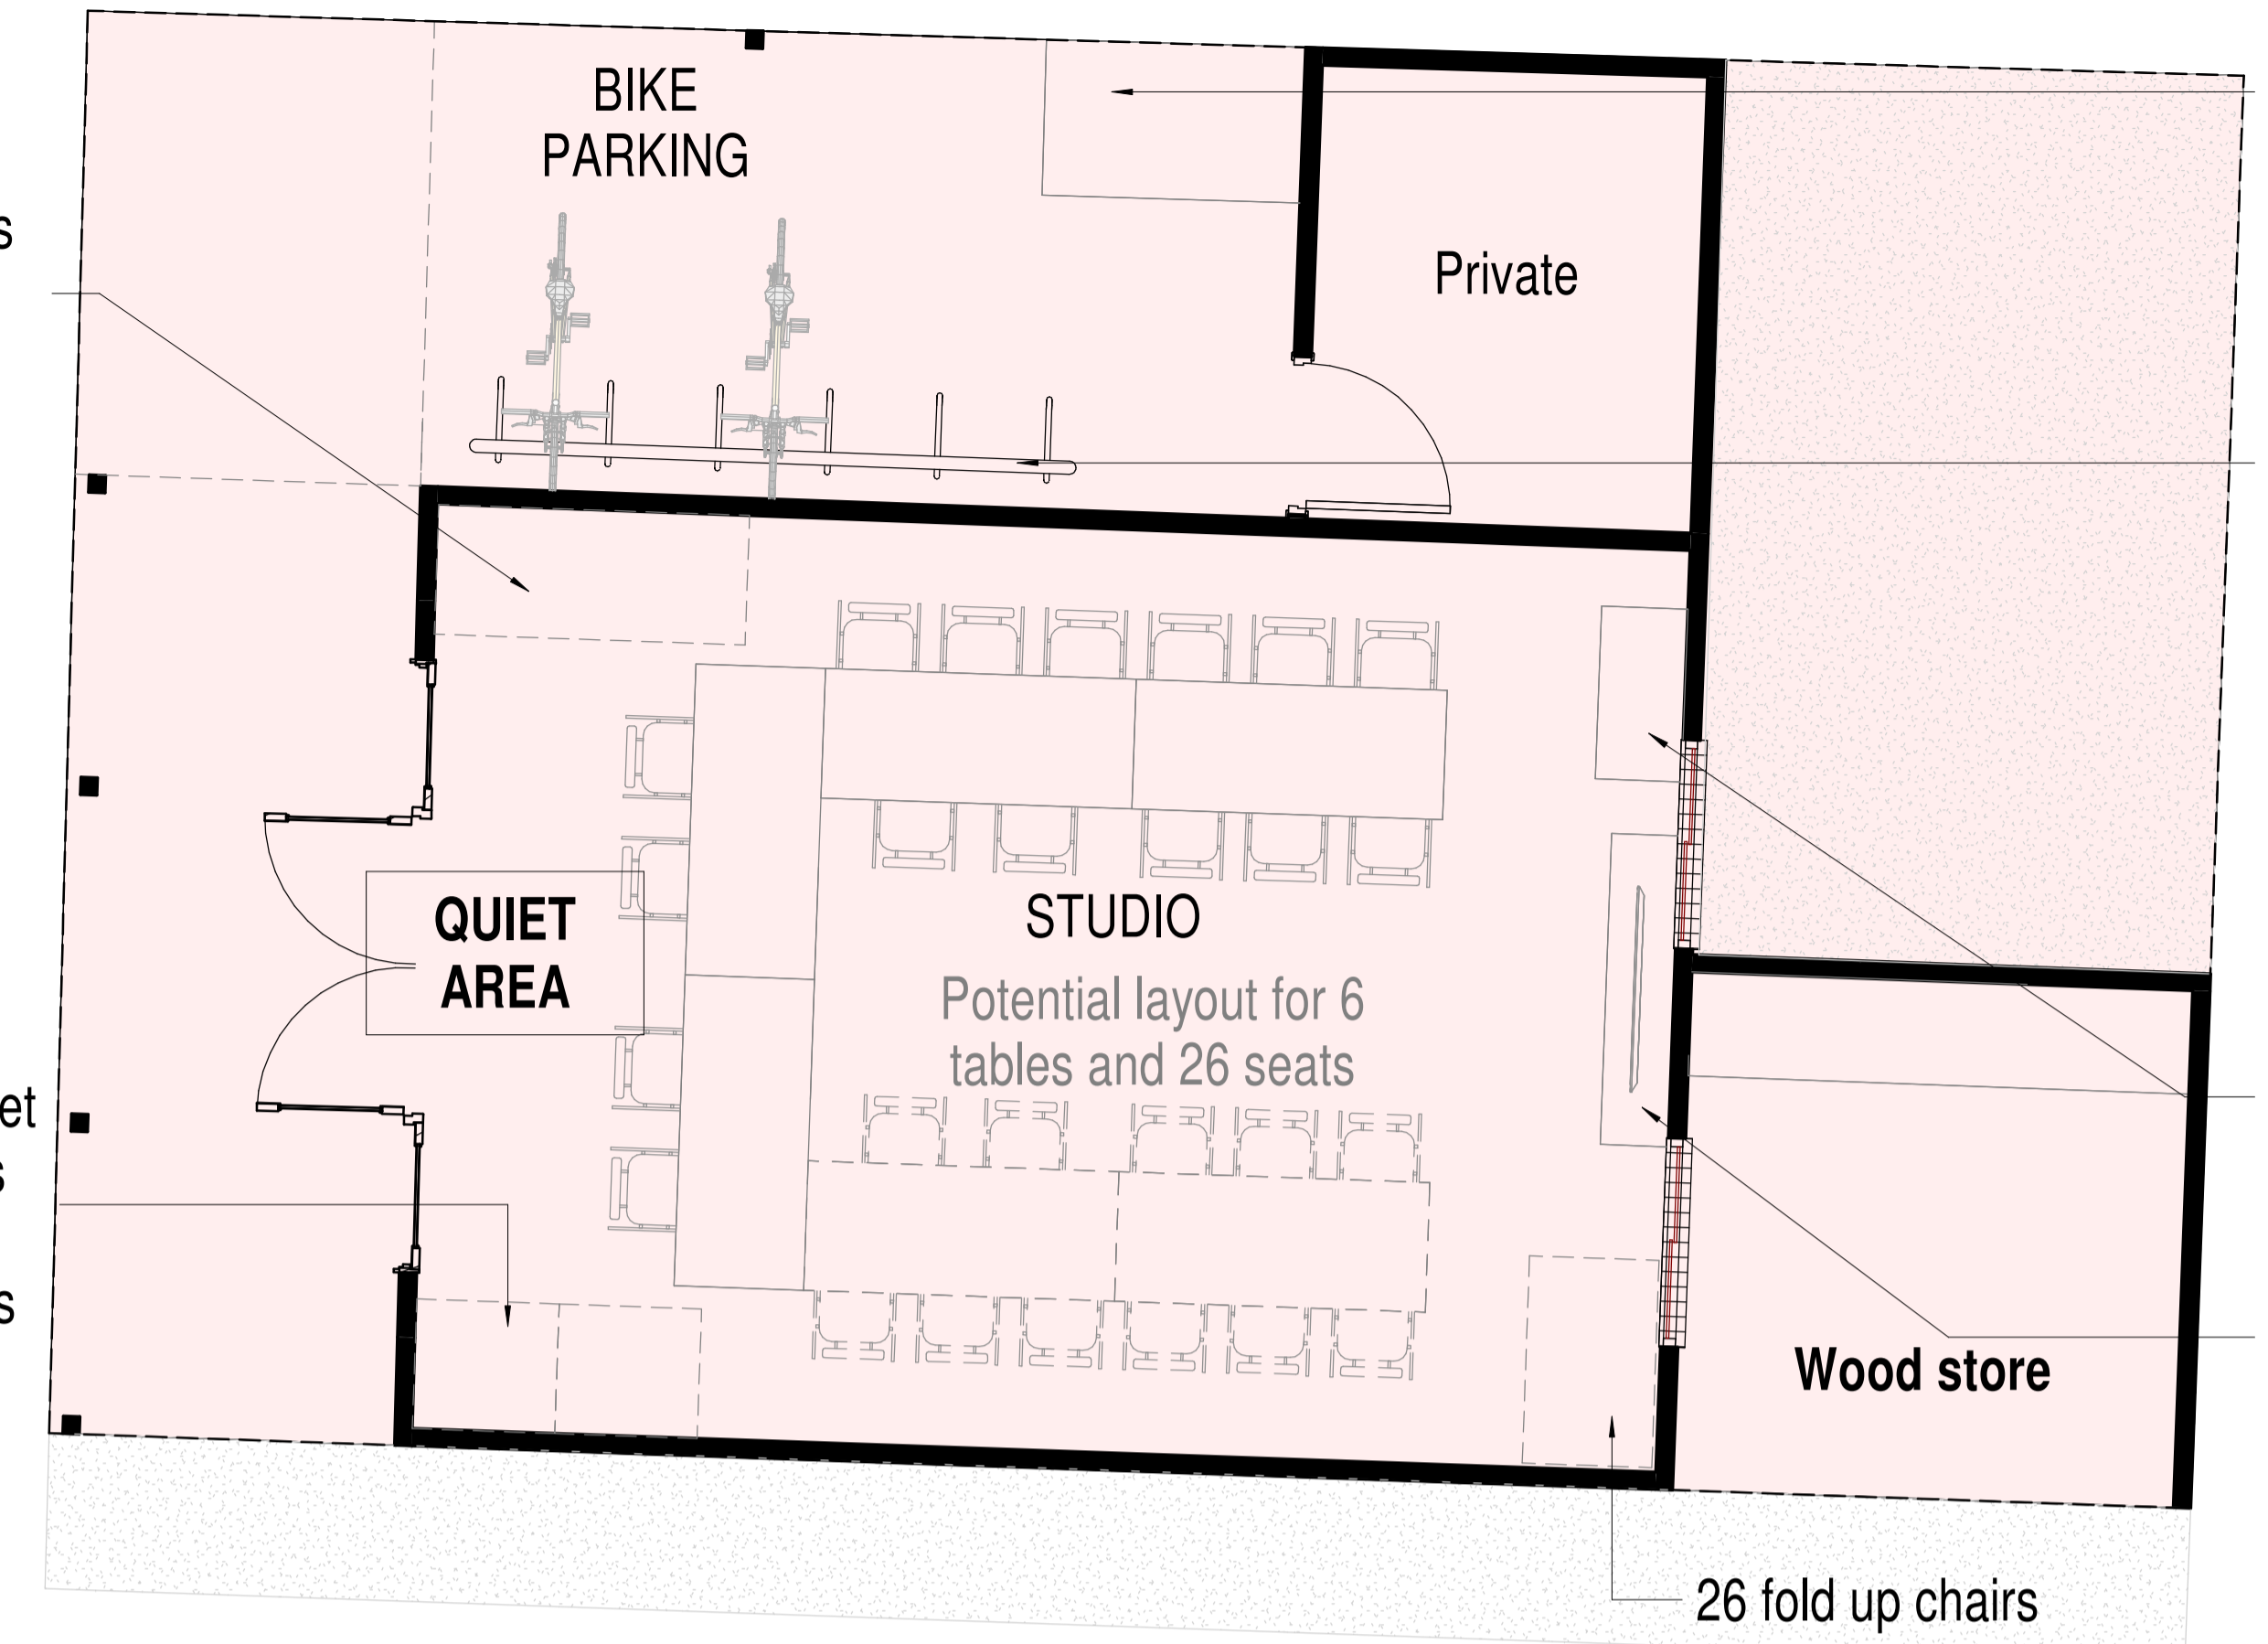 BIKE
PARKING
s
Private
QUIET
AREA
STUDIO
Potential layout for 6
tables and 26 seats
et
s
s
Wood store
26 fold up chairs